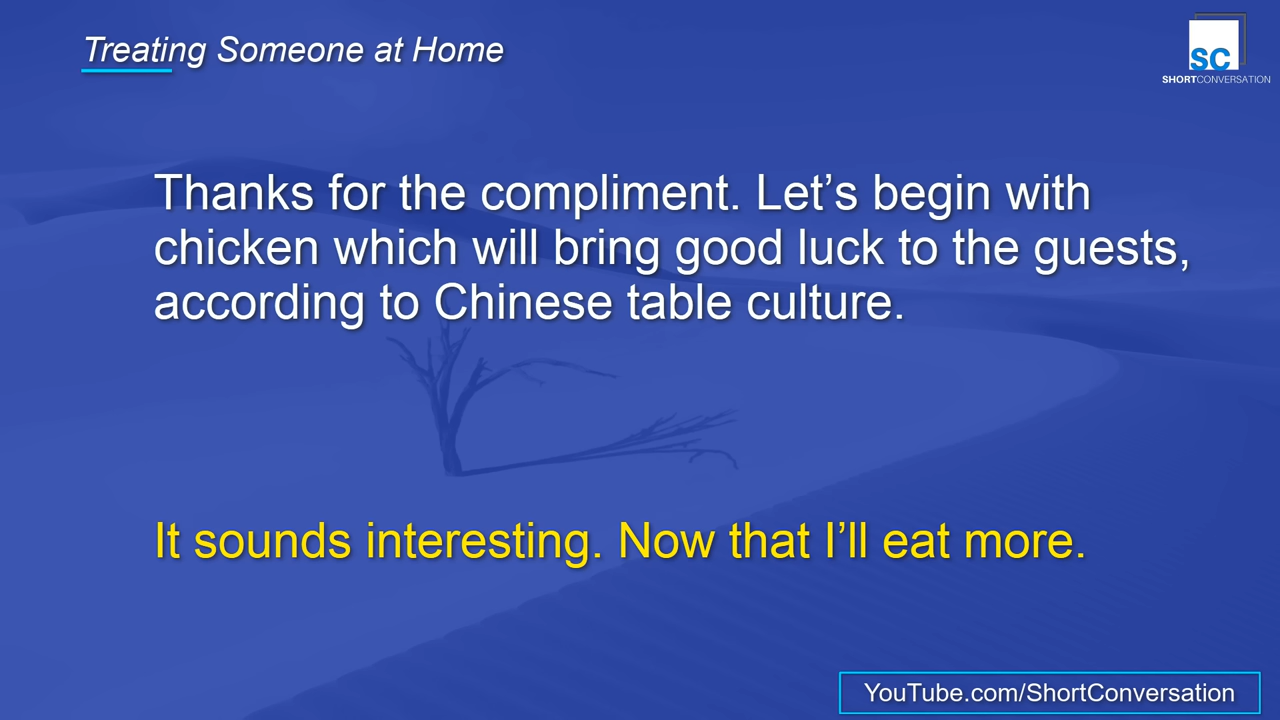 Treating Someone at Home
SC
SHORTCONVERSATION
Thanks for the compliment. Let’s begin with
chicken which will bring good luck to the guests,
according to Chinese table culture.
It sounds interesting. Now that I’ll eat more.
YouTube.com/ShortConversation